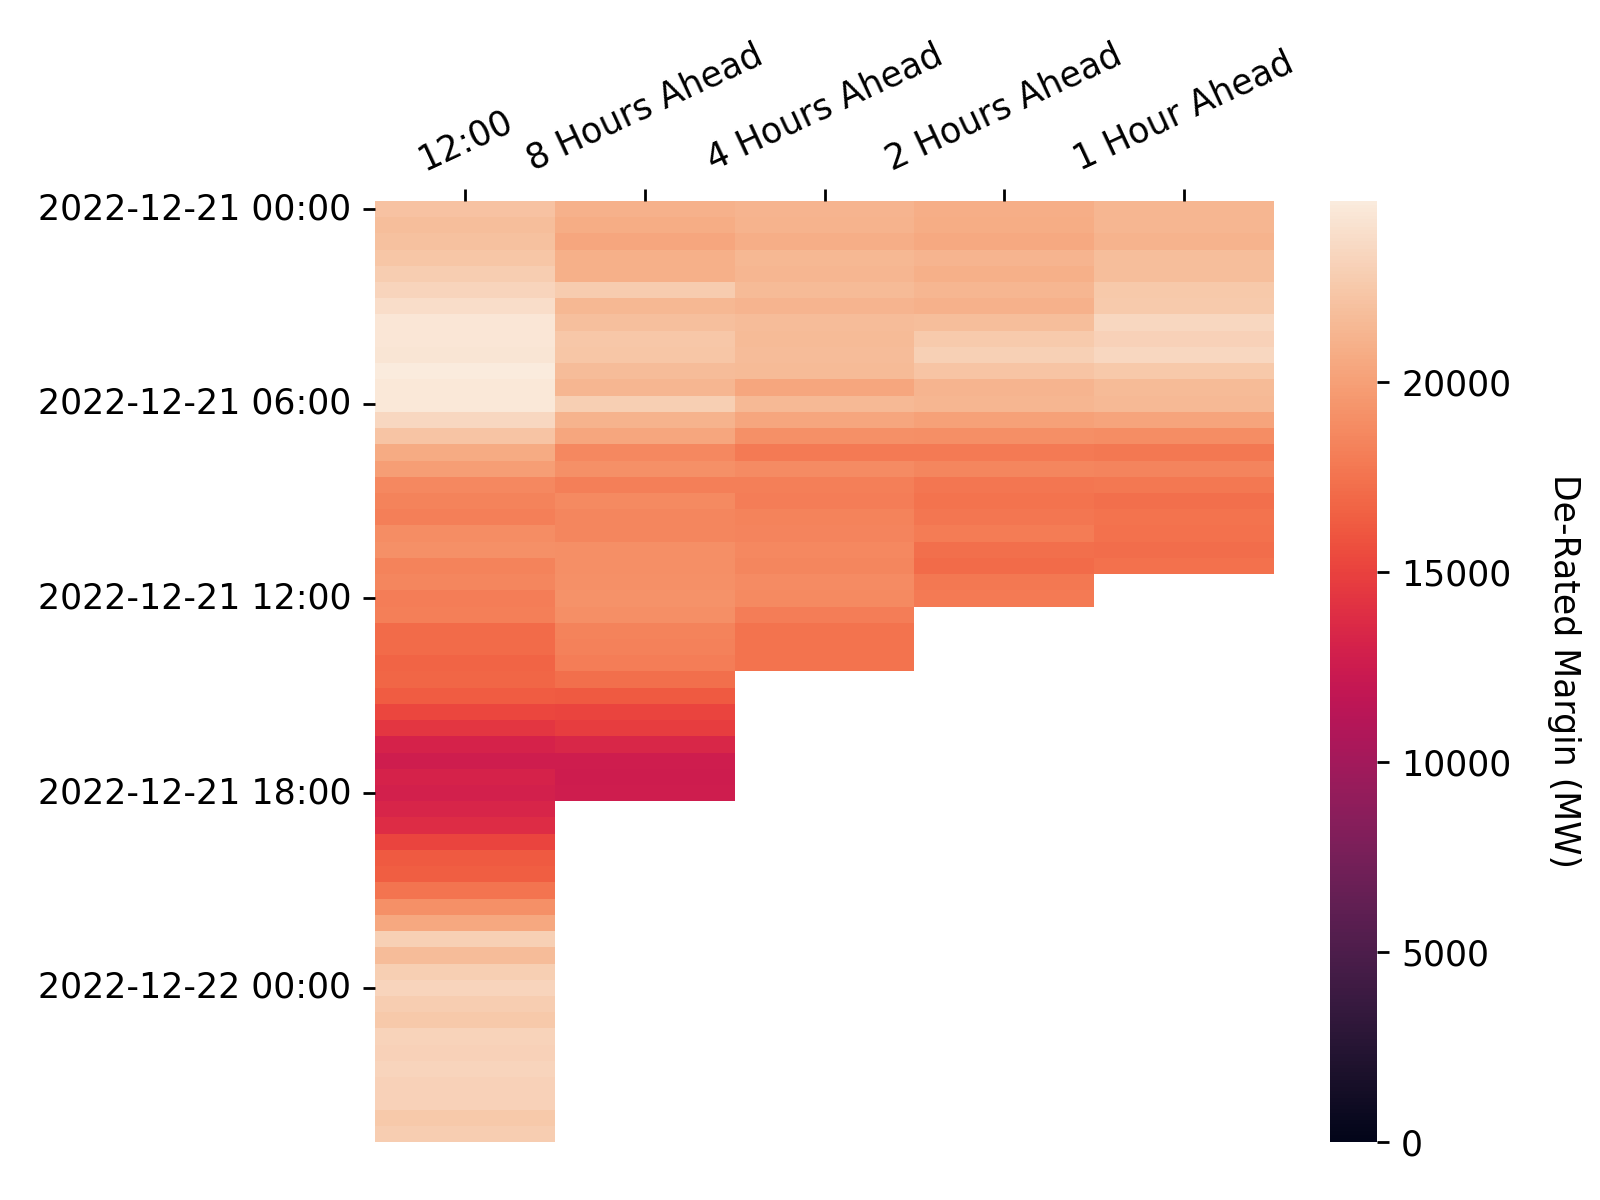 12:00
8 Hours Ahead
4 Hours Ahead
2 Hours Ahead
1 Hour Ahead
2022-12-21 00:00
2022-12-21 06:00
2022-12-21 12:00
2022-12-21 18:00
2022-12-22 00:00
20000
15000
10000
5000
0
De-Rated Margin (MW)